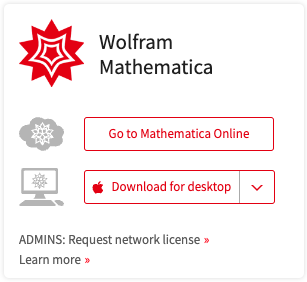 Wolfram
Mathematica
Go to Mathematica Online
Download for desktop
ADMINS: Request network license »
Learn more »